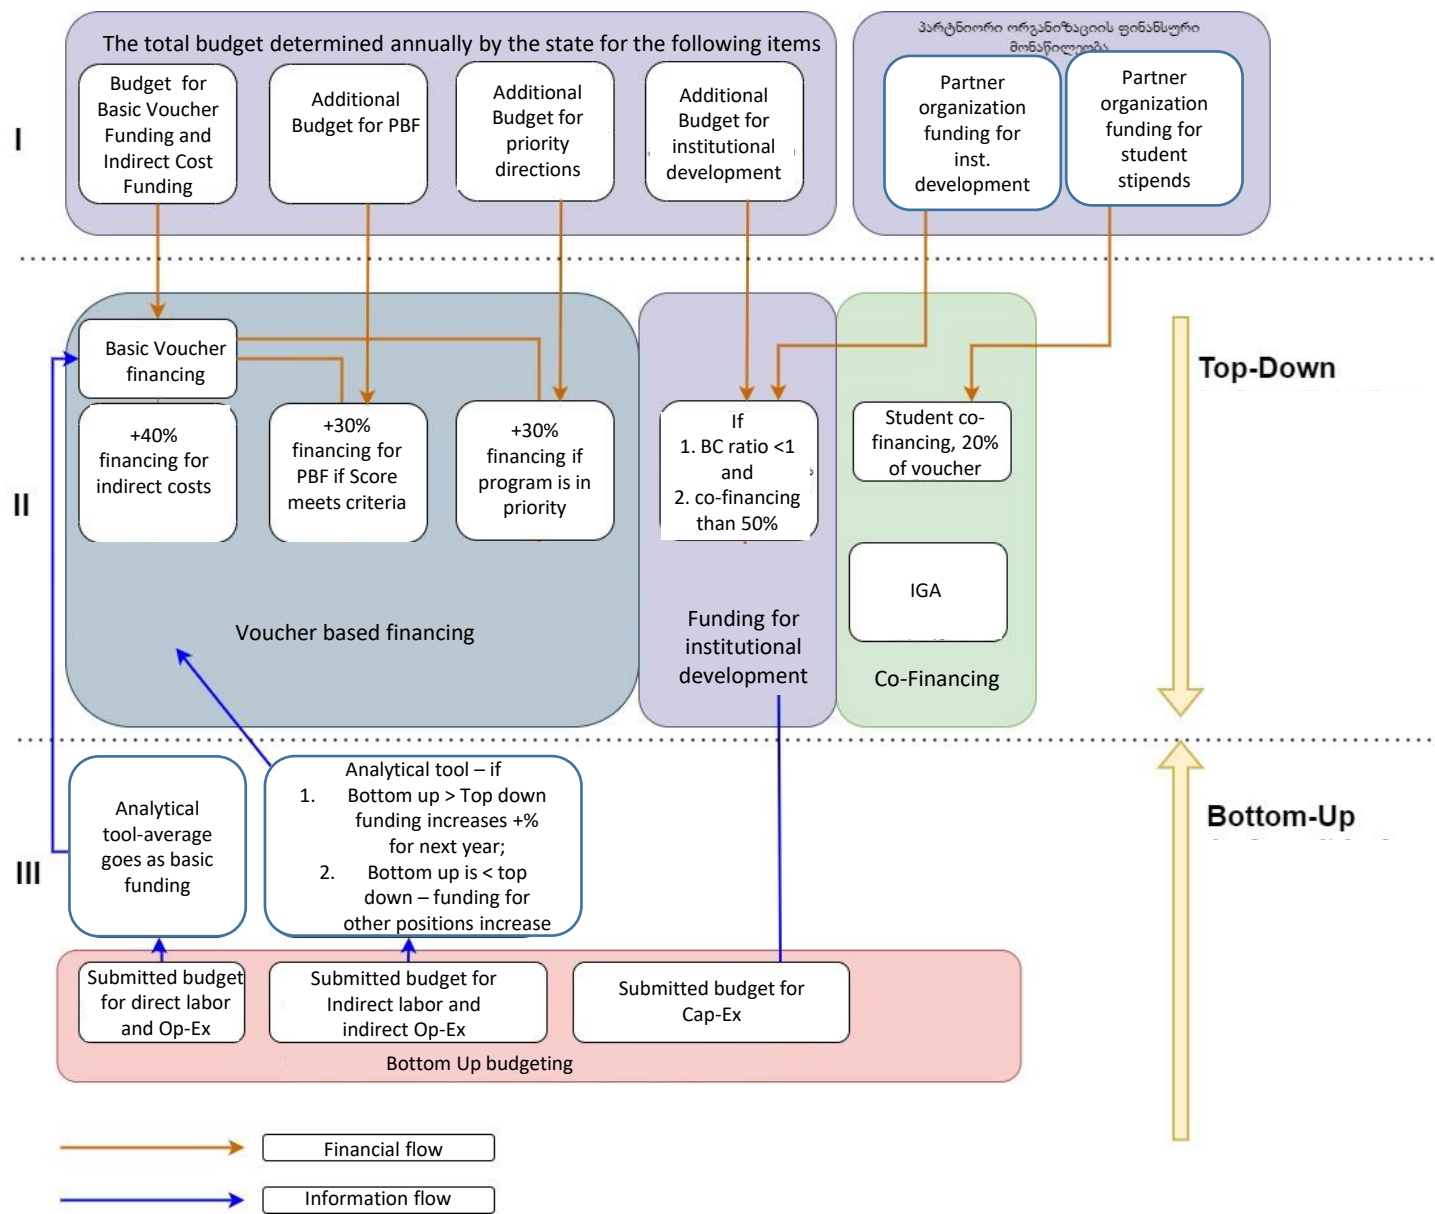 The total budget determined annually by the state for the following items
Budget for
Basic Voucher
Funding and
Indirect Cost
Funding
Additional
Budget for PBF
Additional
Budget for
priority
directions
Additional
Budget for
institutional
development
პარტნიორი ორგანიზაციის ფინანსური
მონაწილეობა
Partner
organization
funding for
inst.
development
Partner
organization
funding for
student
stipends
I
Basic Voucher
financing
+40%
financing for
indirect costs
+30%
financing for
PBF if Score
meets criteria
+30%
financing if
program is in
priority
If
1. BC ratio <1
and
2. co-financing
than 50%
Student co-
financing, 20%
of voucher
IGA
Voucher based financing
Funding for
institutional
development
Co-Financing
II
Top-Down
Analytical
tool-average
goes as basic
funding
Analytical tool – if
1. Bottom up > Top down
funding increases +%
for next year;
2. Bottom up is < top
down – funding for
other positions increase
III
Bottom-Up
Submitted budget
for direct labor
and Op-Ex
Submitted budget for
Indirect labor and
indirect Op-Ex
Submitted budget for
Cap-Ex
Bottom Up budgeting
Financial flow
Information flow